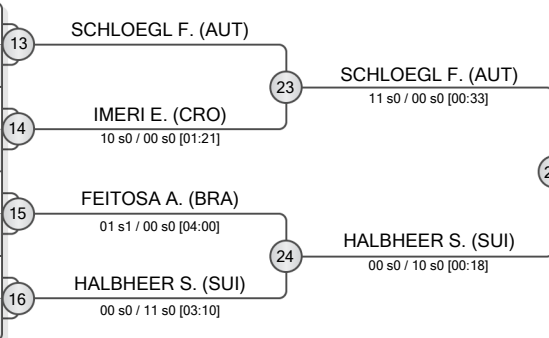 SCHLOEGL F. (AUT)
13
23
SCHLOEGL F. (AUT)
11 s0 / 00 s0 [00:33]
IMERI E. (CRO)
14
10 s0 / 00 s0 [01:21]
FEITOSA A. (BRA)
15
01 s1 / 00 s0 [04:00]
24
HALBHEER S. (SUI)
00 s0 / 10 s0 [00:18]
HALBHEER S. (SUI)
16
00 s0 / 11 s0 [03:10]